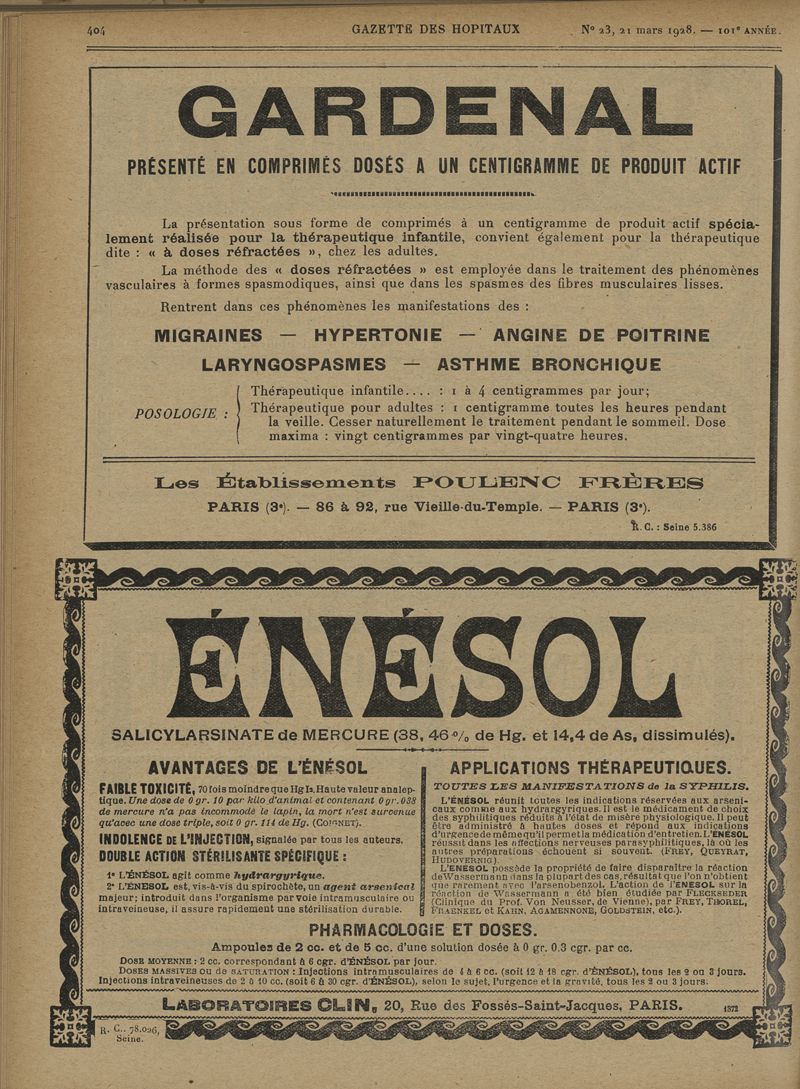 404 GAZETTE DES HOPITAUX N° 23, 21 mars 1928. — 101e ANNÉE.
GARDENAL
PRÉSENTÉ EN COMPRIMÉS DOSÉS A UN CENTIGRAMME DE PRODUIT ACTIF
La présentation sous forme de comprimés à un centigramme de produit actif spécia-
lement réalisée pour la thérapeutique infantile, convient également pour la thérapeutique
dite : « à doses réfractées », chez les adultes.
La méthode des « doses réfractées » est employée dans le traitement des phénomènes
vasculaires à formes spasmodiques, ainsi que dans les spasmes des fibres musculaires lisses.
Rentrent dans ces phénomènes les manifestations des :
MIGRAINES — HYPERTONIE — ANGINE DE POITRINE
LARYNGOSPASMES — ASTHME BRONCHIQUE
POSOLOGIE :
Thérapeutique infantile.... : 1 à 4 centigrammes par jour;
Thérapeutique pour adultes : 1 centigramme toutes les heures pendant
la veille. Cesser naturellement le traitement pendant le sommeil. Dose
maxima : vingt centigrammes par vingt-quatre heures.
Les Établissements POULENC FRÈRES
PARIS (3e). — 86 à 92, rue Vieille-du-Temple. — PARIS (3e).
R. C. : Seine 5.386
ÉNÉSOL
SALICYLARSINATE de MERCURE (38,46 % de Hg. et 14,4 de As, dissimulés).
AVANTAGES DE L'ÉNÉSOL
FAIBLE TOXICITÉ, 70 fois moindre que Hg I2. Haute valeur analep-
tique. Une dose de 0 gr. 10 par kilo d'animal et contenant 0 gr. 038
de mercure n'a pas incommodé le lapin, la mort n'est survenue
qu'avec une dose triple, soit 0 gr. 114 de Hg. (COIGNET).
INDOLENCE DE L'INJECTION, signalée par tous les auteurs.
DOUBLE ACTION STÉRILISANTE SPÉCIFIQUE :
1° L'ÉNÉSOL agit comme hydrargyrique.
2° L'ENESOL est, vis-à-vis du spirochète, un agent arsenical
majeur; introduit dans l'organisme par voie intramusculaire ou
intraveineuse, il assure rapidement une stérilisation durable.
APPLICATIONS THÉRAPEUTIQUES.
TOUTES LES MANIFESTATIONS de la SYPHILIS.
L'ÉNÉSOL réunit toutes les indications réservées aux arseni-
caux comme aux hydrargyriques. il est le médicament de choix
des syphilitiques réduits à l'état de misère physiologique. Il peut
être administré à hautes doses et répond aux indications
d'urgence de même qu'il permet la médication d'entretien. L'ENESOL
réussit dans les affections nerveuses parasyphilitiques, là où les
autres préparations échouent si souvent. (FREY, QUEYRAT,
HUDOVERNIG).
L'ENESOL possède la propriété de faire disparaître la réaction
de Wassermann dans la plupart des cas, résultat que l'on n'obtient
que rarement avec l'arsenobenzol. L'action de l'ENESOL sur la
réaction de Wassermann a été bien étudiée par FLECKSEDER
(Clinique du Prof. Von Neusser, de Vienne), par FREY, THOREL,
FRAENKEL et KAHN, AGAMENNONE, GOLDSTEIN, etc.).
PHARMACOLOGIE ET DOSES.
Ampoules de 2 cc. et de 5 cc. d'une solution dosée à 0 gr. 0.3 cgr. par cc.
DOSE MOYENNE : 2 cc. correspondant à 6 cgr. d'ÉNÉSOL par jour.
DOSES MASSIVES OU DE SATURATION : Injections intramusculaires de 4 à 6 cc. (soit 12 à 18 cgr. d'ÉNÉSOL), tous les 2 ou 3 jours.
Injections intraveineuses de 2 à 10 cc. (soit 6 à 30 cgr. d'ÉNÉSOL), selon le sujet, l'urgence et la gravité, tous les 2 ou 3 jours.
LABORATOIRES CLIN, 20, Rue des Fossés-Saint-Jacques, PARIS. 1372
R. C. 78.026,
Seine.